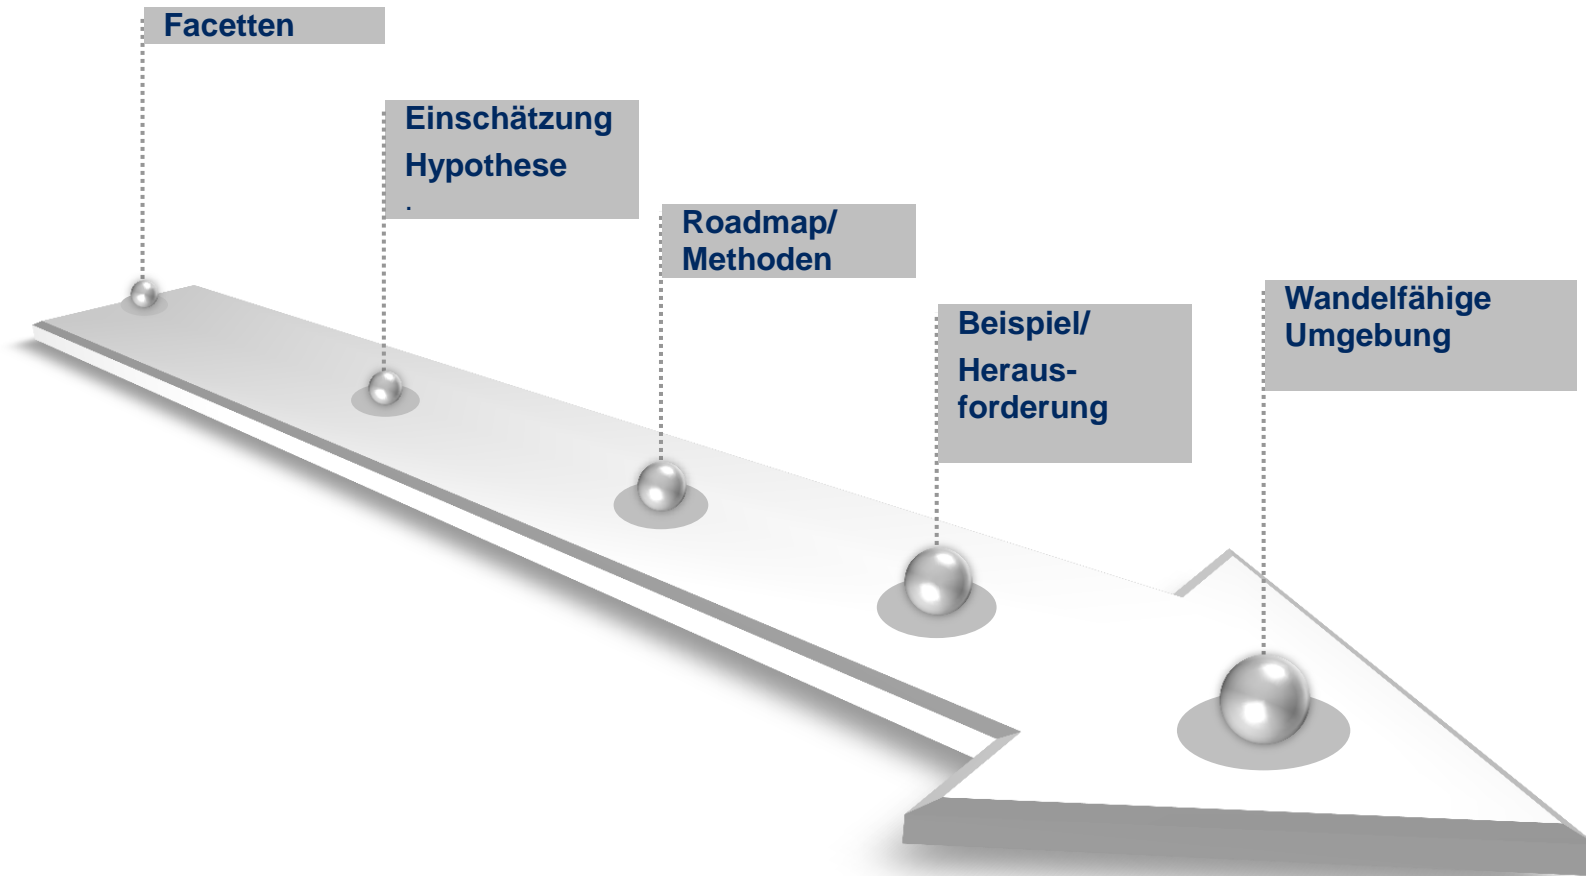 Facetten
Einschätzung
Hypothese
.
Roadmap/
Methoden
Beispiel/
Heraus-
forderung
Wandelfähige
Umgebung